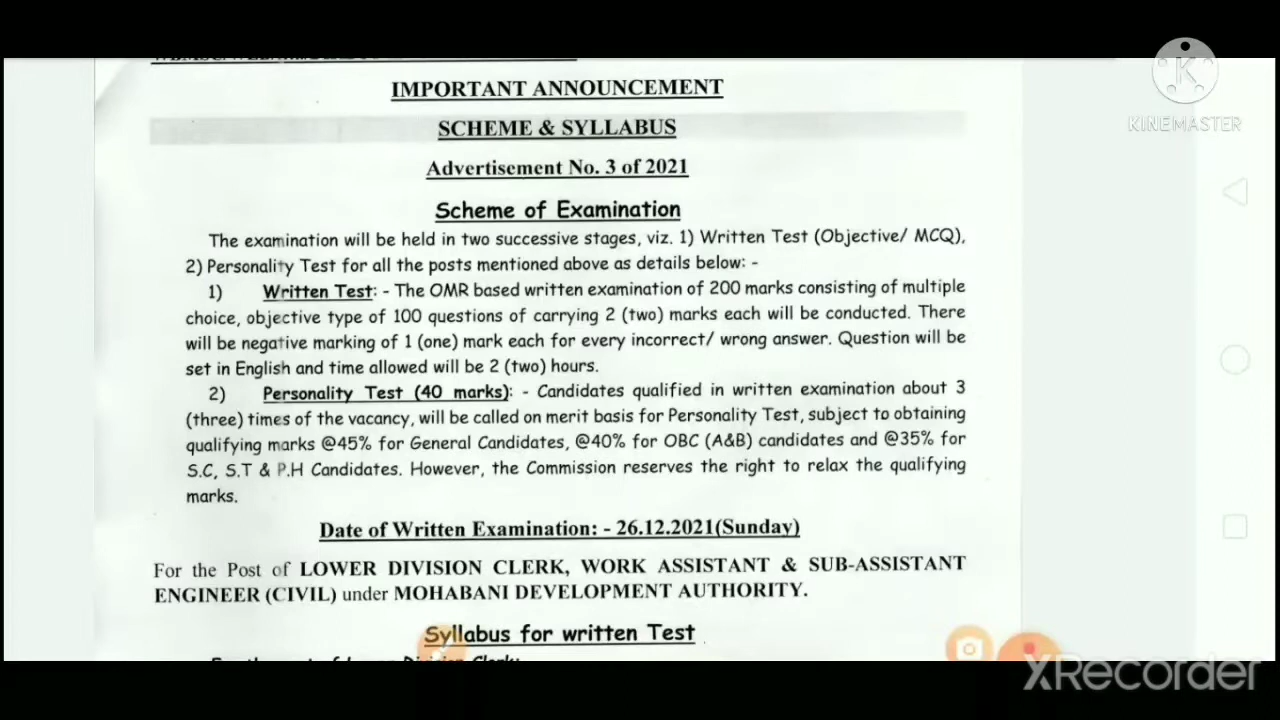 IMPORTANT ANNOUNCEMENT
SCHEME & SYLLABUS
Advertisement No. 3 of 2021
Scheme of Examination
The examination will be held in two successive stages, viz. 1) Written Test (Objective/ MCQ),
2) Personality Test for all the posts mentioned above as details below: -
1) Written Test: - The OMR based written examination of 200 marks consisting of multiple
choice, objective type of 100 questions of carrying 2 (two) marks each will be conducted. There
will be negative marking of 1 (one) mark each for every incorrect/ wrong answer. Question will be
set in English and time allowed will be 2 (two) hours.
2) Personality Test (40 marks): - Candidates qualified in written examination about 3
(three) times of the vacancy, will be called on merit basis for Personality Test, subject to obtaining
qualifying marks @45% for General Candidates, @40% for OBC (A&B) candidates and @35% for
S.C, S.T & P.H Candidates. However, the Commission reserves the right to relax the qualifying
marks.
Date of Written Examination: - 26.12.2021(Sunday)
For the Post of LOWER DIVISION CLERK, WORK ASSISTANT & SUB-ASSISTANT
ENGINEER (CIVIL) under MOHABANI DEVELOPMENT AUTHORITY.
Syllabus for written Test
K
KINEMASTER
XRecorder